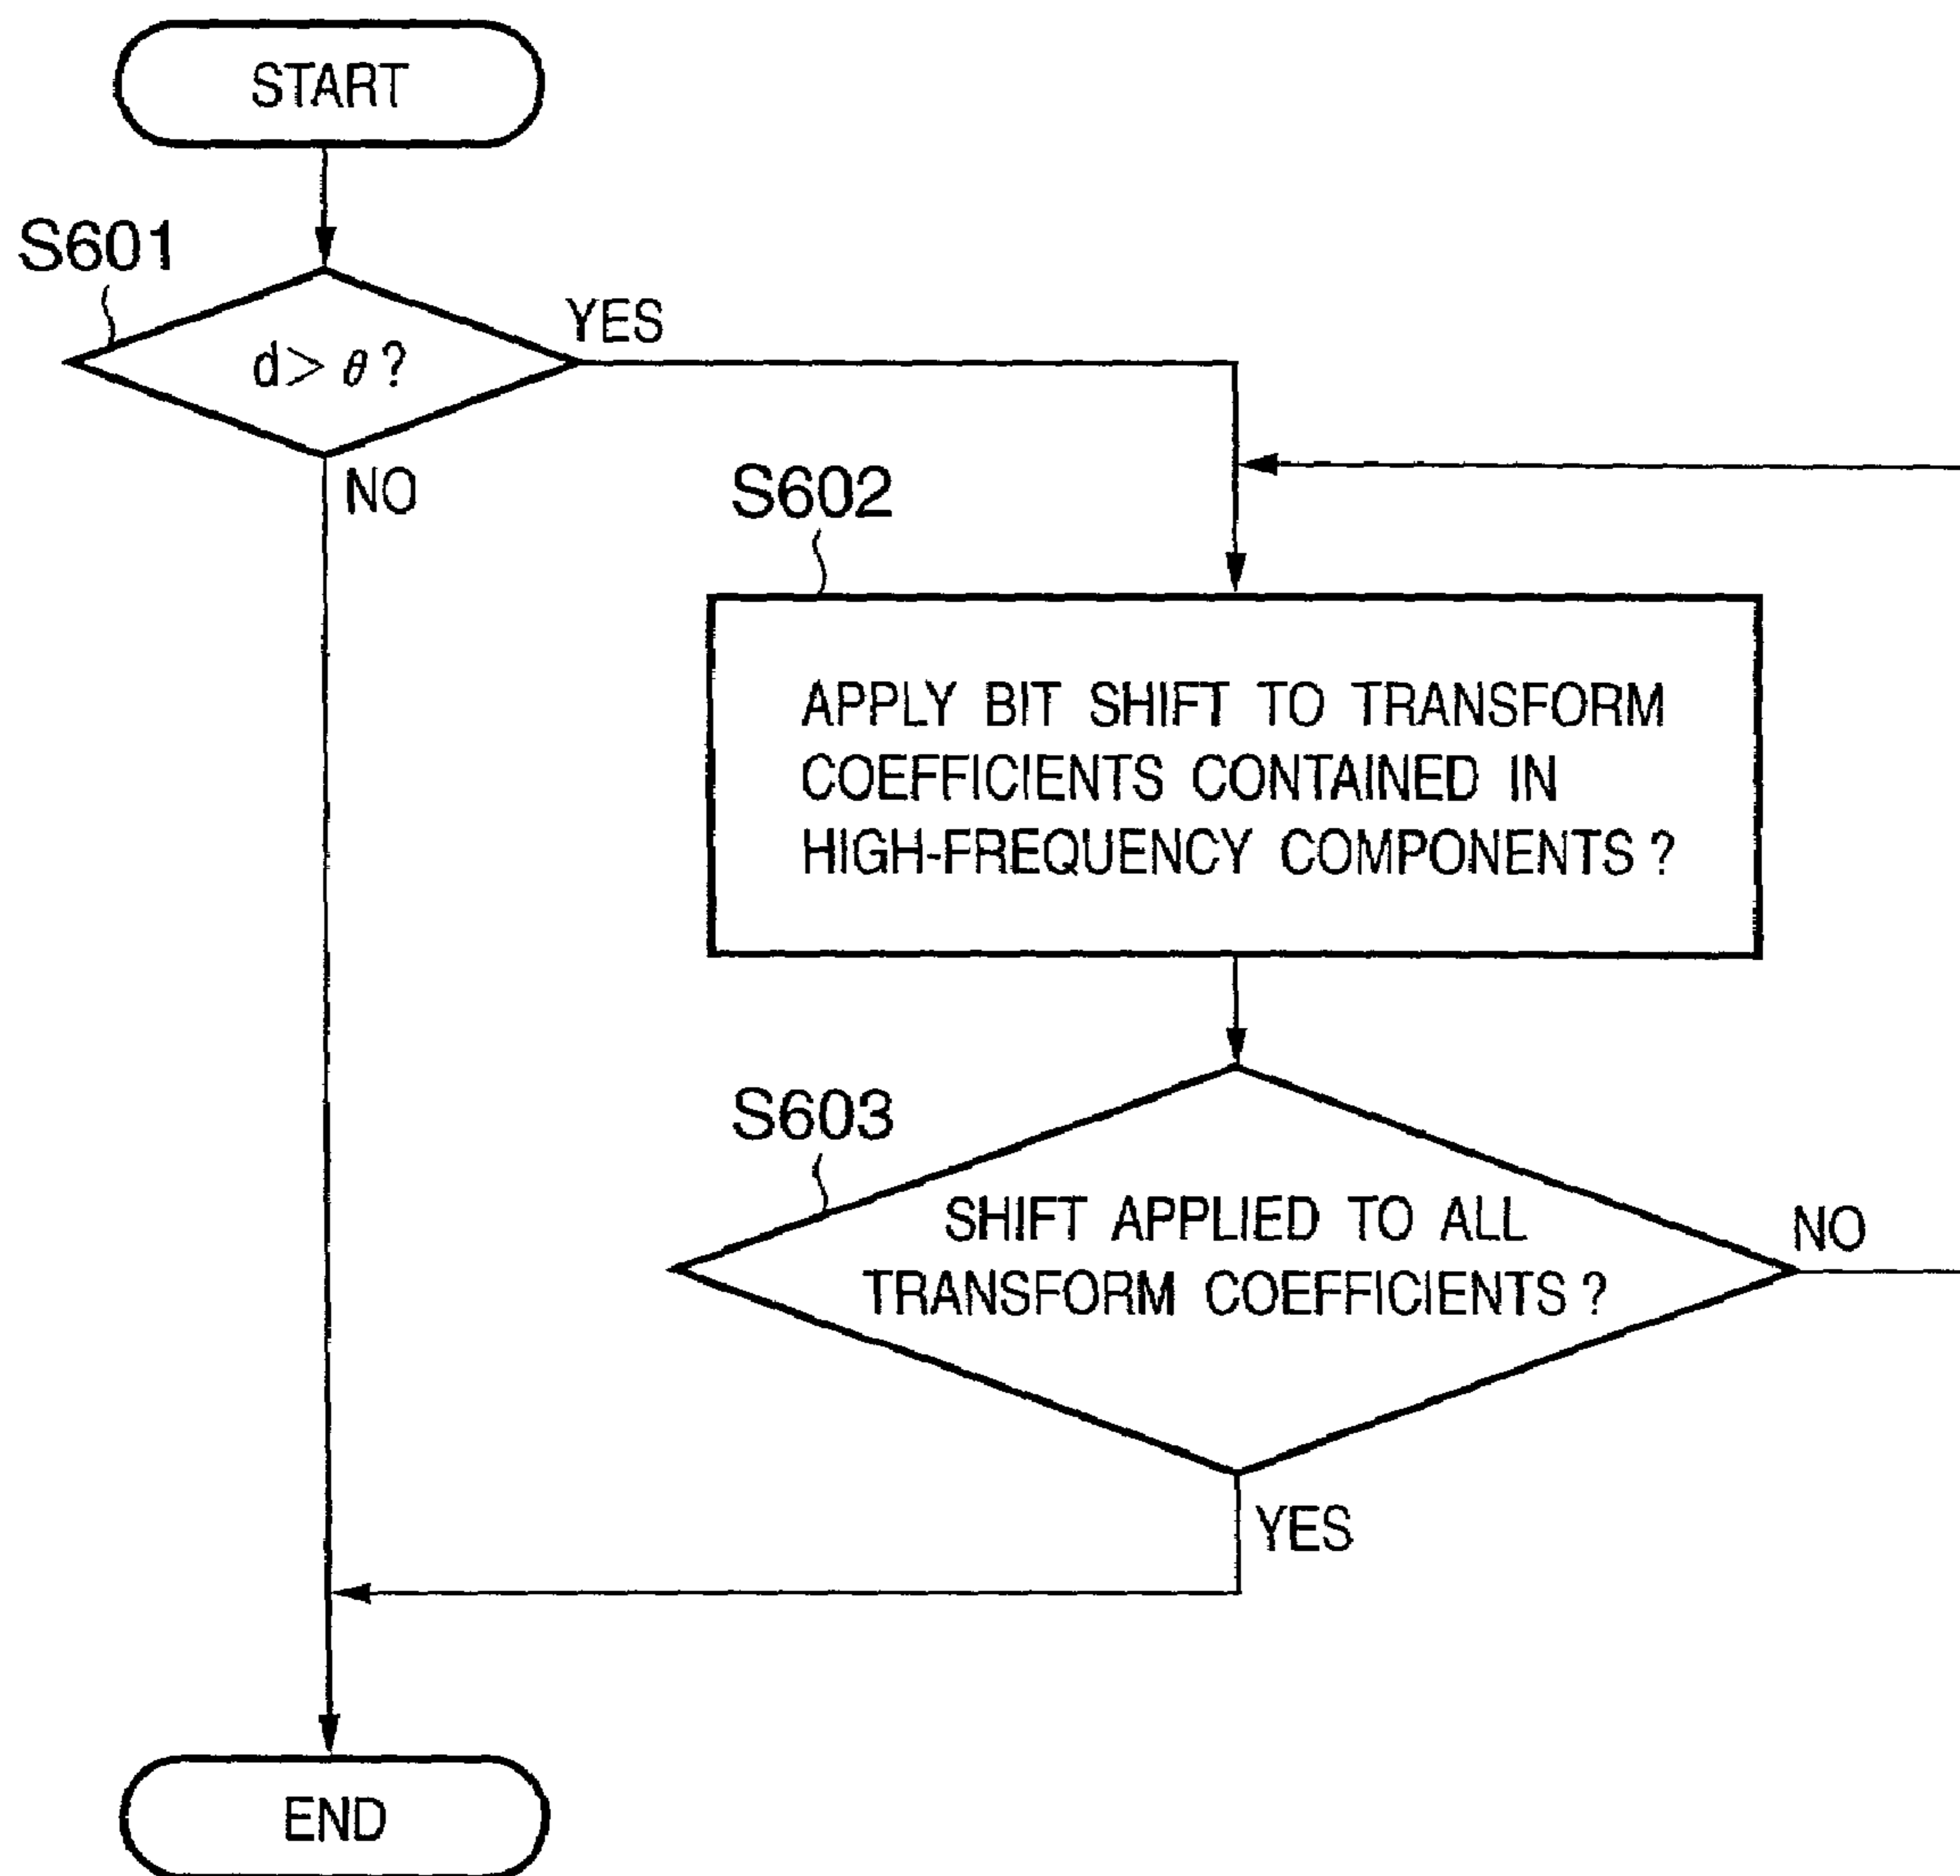 START
S601
d> θ ?
YES
NO
S602
APPLY BIT SHIFT TO TRANSFORM
COEFFICIENTS CONTAINED IN
HIGH-FREQUENCY COMPONENTS ?
S603
SHIFT APPLIED TO ALL
TRANSFORM COEFFICIENTS ?
NO
YES
END